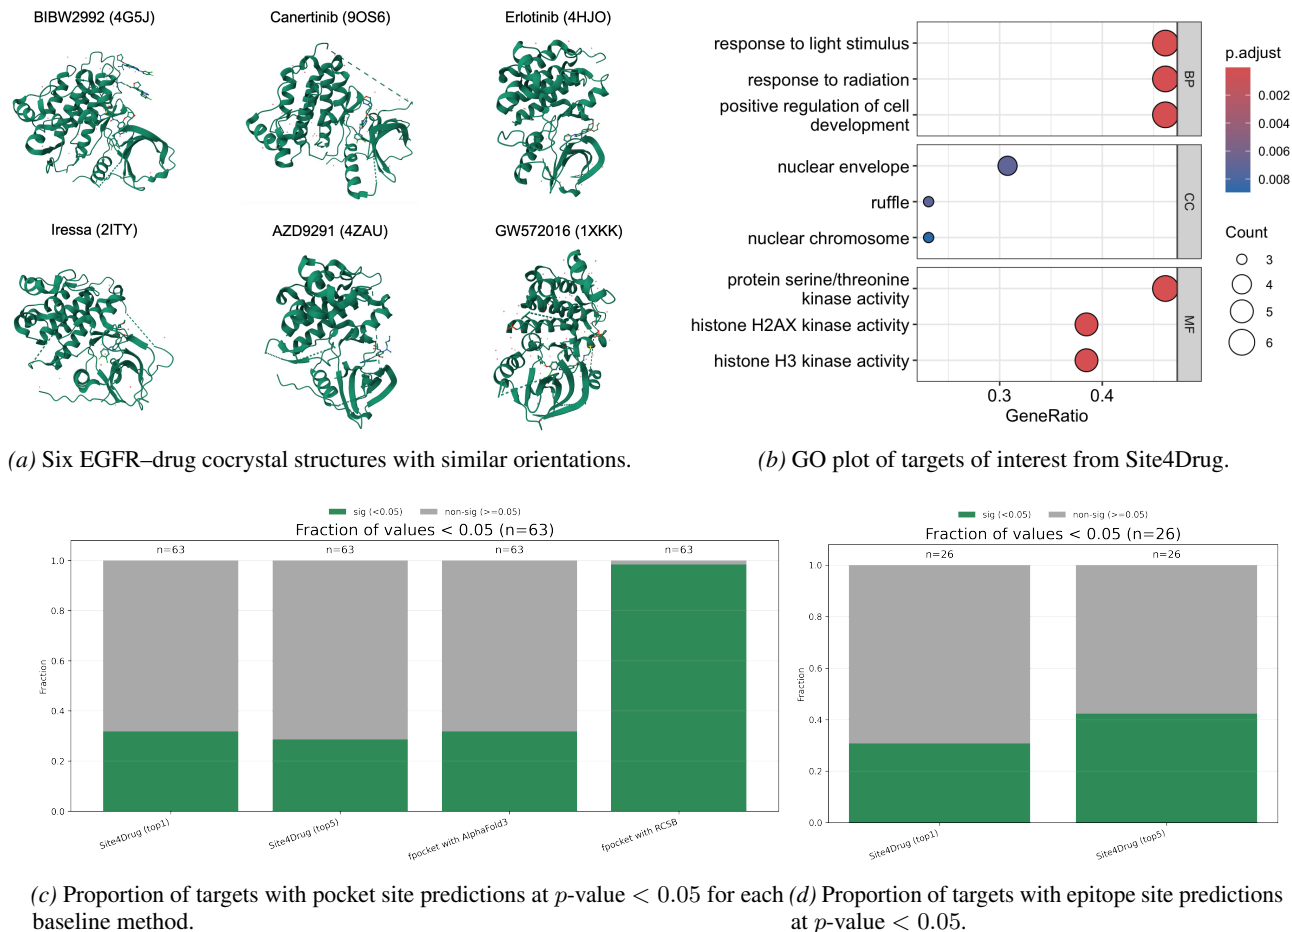 BIBW2992 (4G5J)
Canertinib (9OS6)
Erlotinib (4HJO)
Iressa (2ITY)
AZD9291 (4ZAU)
GW572016 (1XKK)
(a) Six EGFR–drug cocrystal structures with similar orientations.
response to light stimulus
response to radiation
positive regulation of cell
development
BP
nuclear envelope
ruffle
nuclear chromosome
CC
protein serine/threonine
kinase activity
histone H2AX kinase activity
histone H3 kinase activity
MF
0.3
0.4
GeneRatio
p.adjust
0.002
0.004
0.006
0.008
Count
3
4
5
6
(b) GO plot of targets of interest from Site4Drug.
sig (<0.05)
non-sig (>=0.05)
Fraction of values < 0.05 (n=63)
n=63
n=63
n=63
n=63
1.0
0.8
0.6
0.4
0.2
0.0
Fraction
Site4Drug (top1)
Site4Drug (top5)
fpocket with AlphaFold3
fpocket with RCSB
(c) Proportion of targets with pocket site predictions at p-value < 0.05 for each
baseline method.
sig (<0.05)
non-sig (>=0.05)
Fraction of values < 0.05 (n=26)
n=26
n=26
1.0
0.8
0.6
0.4
0.2
0.0
Fraction
Site4Drug (top1)
Site4Drug (top5)
(d) Proportion of targets with epitope site predictions
at p-value < 0.05.